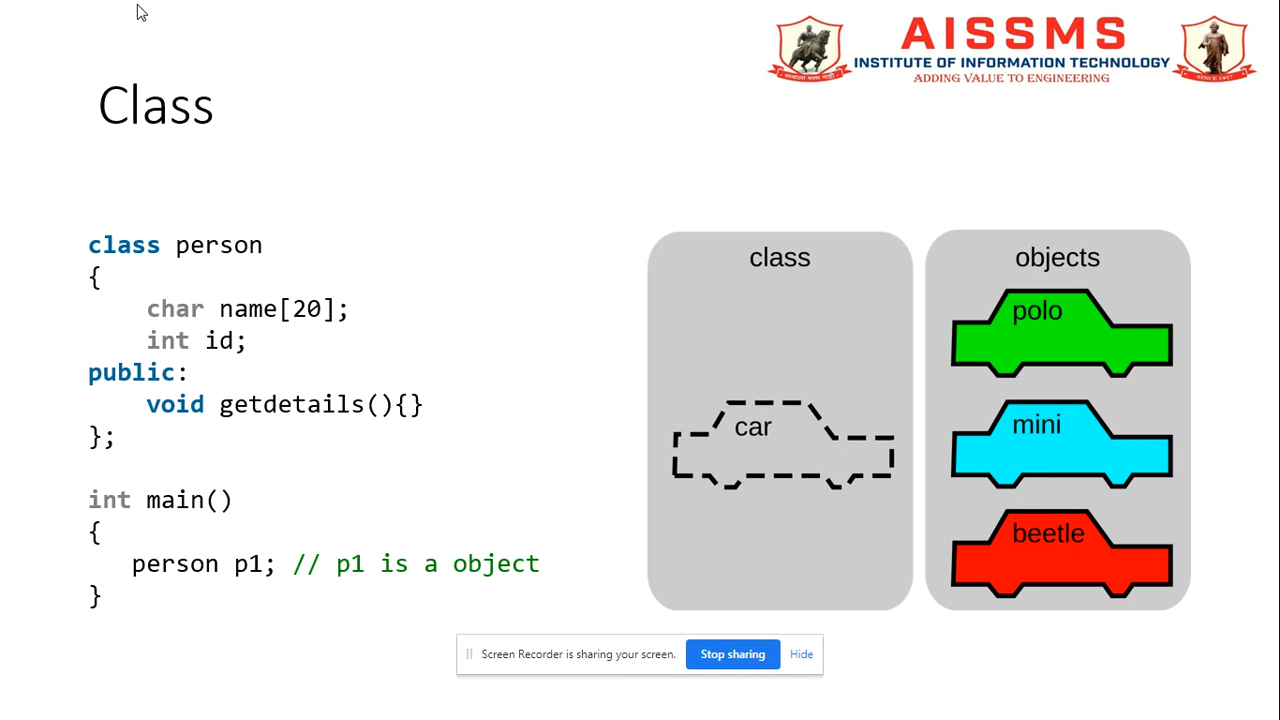 AISSMS
INSTITUTE OF INFORMATION TECHNOLOGY
ADDING VALUE TO ENGINEERING
SINCE 1917
Class
class person
{
char name[20];
int id;
public:
void getdetails(){}
};
int main()
{
person p1; // p1 is a object
}
class
car
objects
polo
mini
beetle
Screen Recorder is sharing your screen.
Stop sharing
Hide